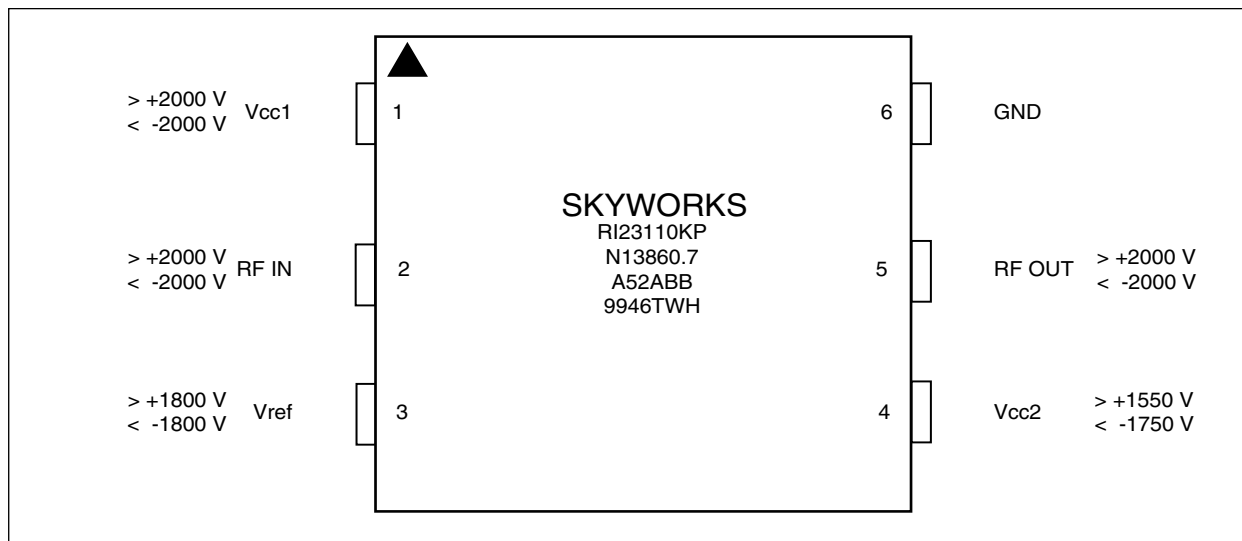 > +2000 V
< -2000 V
Vcc1
1
6
GND
SKYWORKS
RI23110KP
N13860.7
A52ABB
9946TWH
> +2000 V
< -2000 V
RF IN
2
5
RF OUT
> +2000 V
< -2000 V
> +1800 V
< -1800 V
Vref
3
4
Vcc2
> +1550 V
< -1750 V